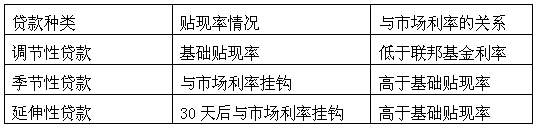 贷款种类 贴现率情况 与市场利率的关系
调节性贷款 基础贴现率 低于联邦基金利率
季节性贷款 与市场利率挂钩 高于基础贴现率
延伸性贷款 30 天后与市场利率挂钩 高于基础贴现率